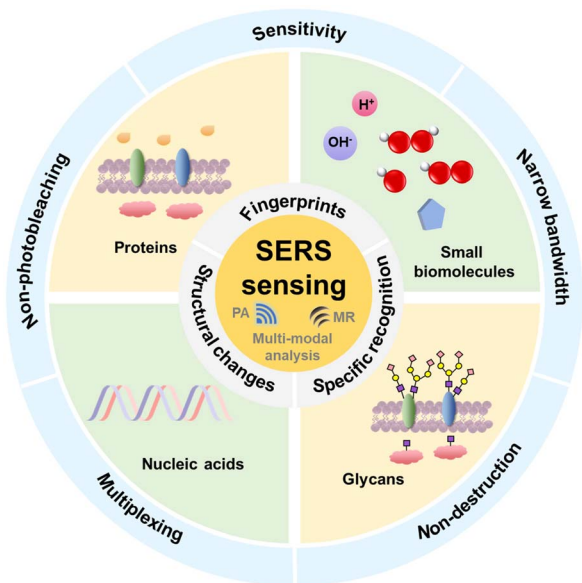 Sensitivity
Narrow bandwidth
Non-destruction
Multiplexing
Non-photobleaching
Proteins
H⁺
OH⁻
Small
biomolecules
Nucleic acids
Glycans
Fingerprints
Specific recognition
Structural changes
SERS
sensing
PA
MR
Multi-modal
analysis